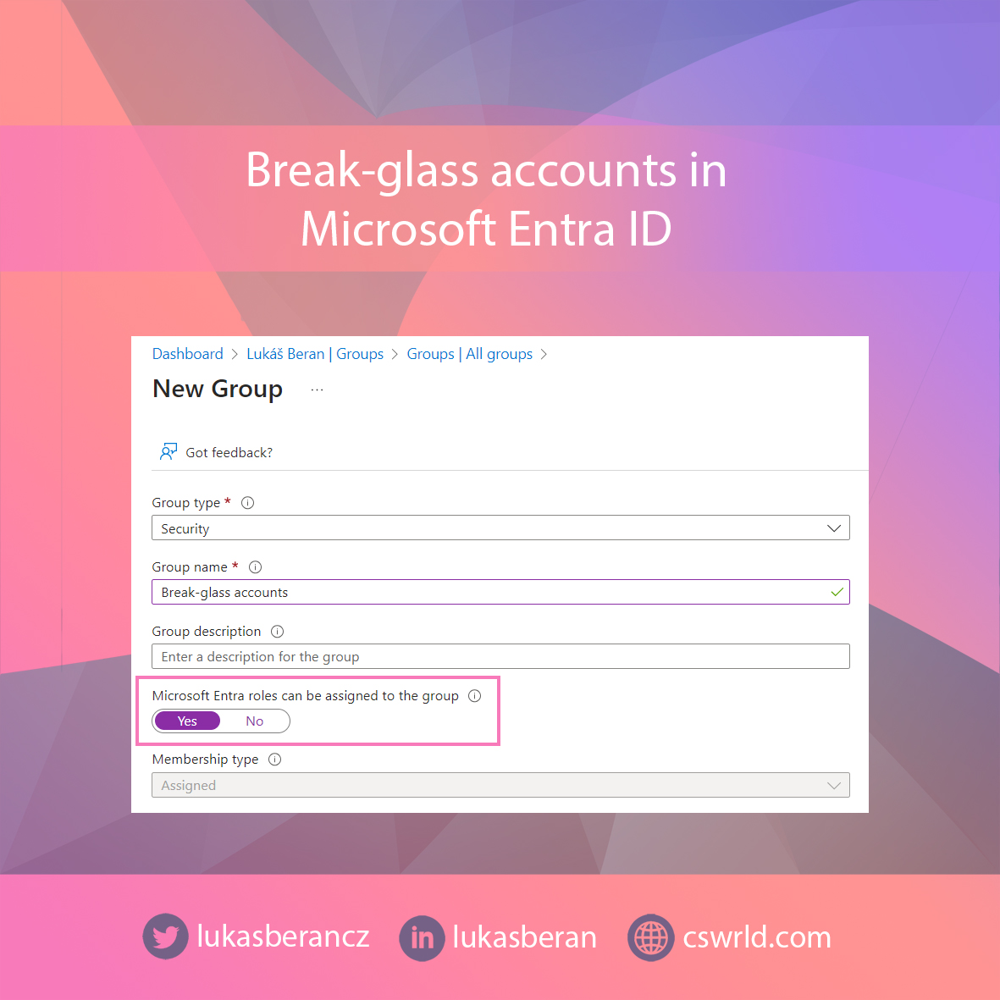 Break-glass accounts in
Microsoft Entra ID
Dashboard > Lukáš Beran | Groups > Groups | All groups >
New Group ...
Got feedback?
Group type *
Security
Group name *
Break-glass accounts
Group description
Enter a description for the group
Microsoft Entra roles can be assigned to the group
Yes No
Membership type
Assigned
lukasberancz lukasberan cswrld.com